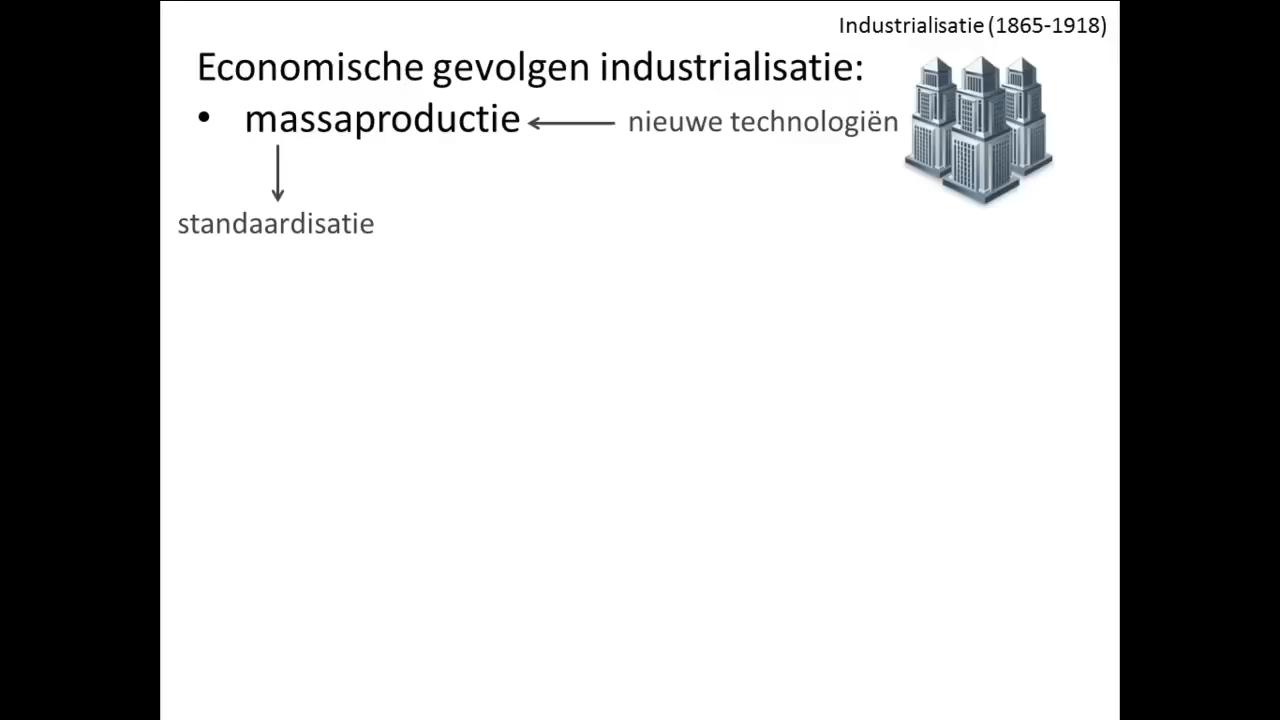 Industrialisatie (1865-1918)
Economische gevolgen industrialisatie:
• massaproductie nieuwe technologiën
standaardisatie